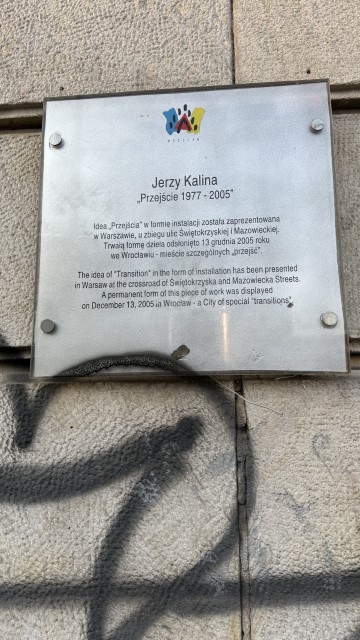 WROCŁAW
Jerzy Kalina
„Przejście 1977 - 2005”
Idea „Przejścia” w formie instalacji została zaprezentowana
w Warszawie, u zbiegu ulic Świętokrzyskiej i Mazowieckiej.
Trwałą formę dzieła odsłonięto 13 grudnia 2005 roku
we Wrocławiu - mieście szczególnych „przejść”.
The idea of "Transition" in the form of installation has been presented
in Warsaw at the crossroad of Świętokrzyska and Mazowiecka Streets.
A permanent form of this piece of work was displayed
on December 13, 2005 in Wrocław - a City of special "transitions"